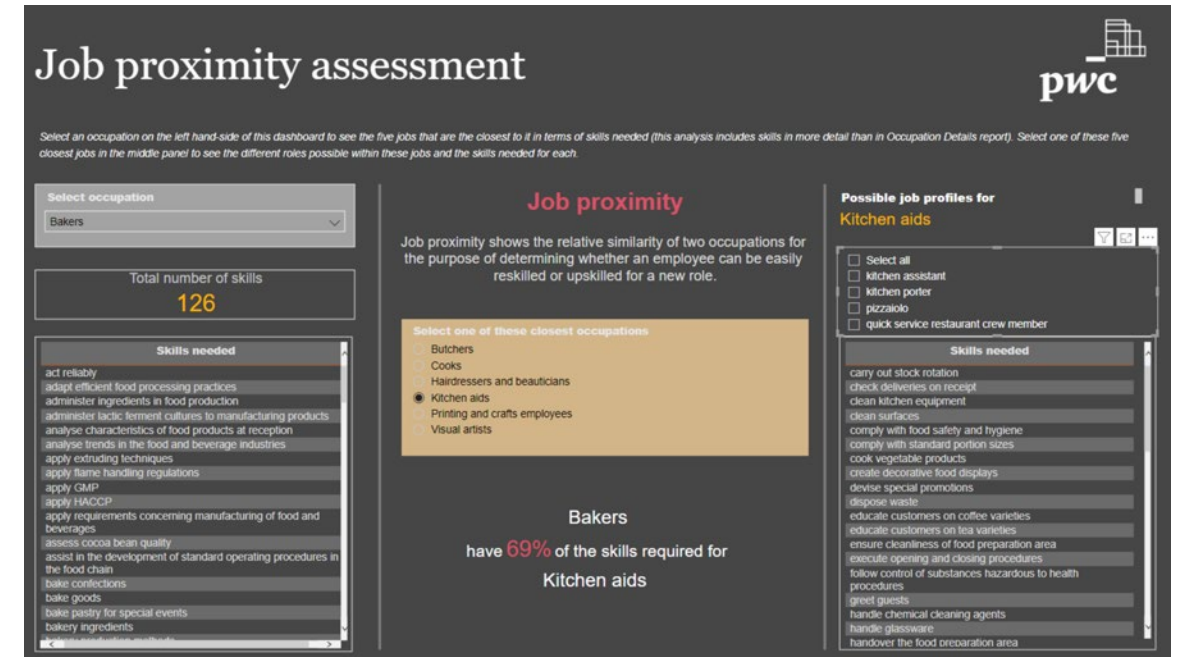 Job proximity assessment
pwc
Select an occupation on the left hand-side of this dashboard to see the five jobs that are the closest to it in terms of skills needed (this analysis includes skills in more detail than in Occupation Details report). Select one of these five
closest jobs in the middle panel to see the different roles possible within these jobs and the skills needed for each.
Select occupation
Bakers
Total number of skills
126
Skills needed
act reliably
adapt efficient food processing practices
administer ingredients in food production
administer lactic ferment cultures to manufacturing products
analyse characteristics of food products at reception
analyse trends in the food and beverage industries
apply extruding techniques
apply flame handling regulations
apply GMP
apply HACCP
apply requirements concerning manufacturing of food and
beverages
assess cocoa bean quality
assist in the development of standard operating procedures in
the food chain
bake confections
bake goods
bake pastry for special events
bakery ingredients
bakery production methods
Job proximity
Job proximity shows the relative similarity of two occupations for
the purpose of determining whether an employee can be easily
reskilled or upskilled for a new role.
Select one of these closest occupations
Butchers
Cooks
Hairdressers and beauticians
Kitchen aids
Printing and crafts employees
Visual artists
Bakers
have 69% of the skills required for
Kitchen aids
Possible job profiles for
Kitchen aids
Select all
kitchen assistant
kitchen porter
pizzaiolo
quick service restaurant crew member
Skills needed
carry out stock rotation
check deliveries on receipt
clean kitchen equipment
clean surfaces
comply with food safety and hygiene
comply with standard portion sizes
cook vegetable products
create decorative food displays
devise special promotions
dispose waste
educate customers on coffee varieties
educate customers on tea varieties
ensure cleanliness of food preparation area
execute opening and closing procedures
follow control of substances hazardous to health
procedures
greet guests
handle chemical cleaning agents
handle glassware
handover the food preparation area